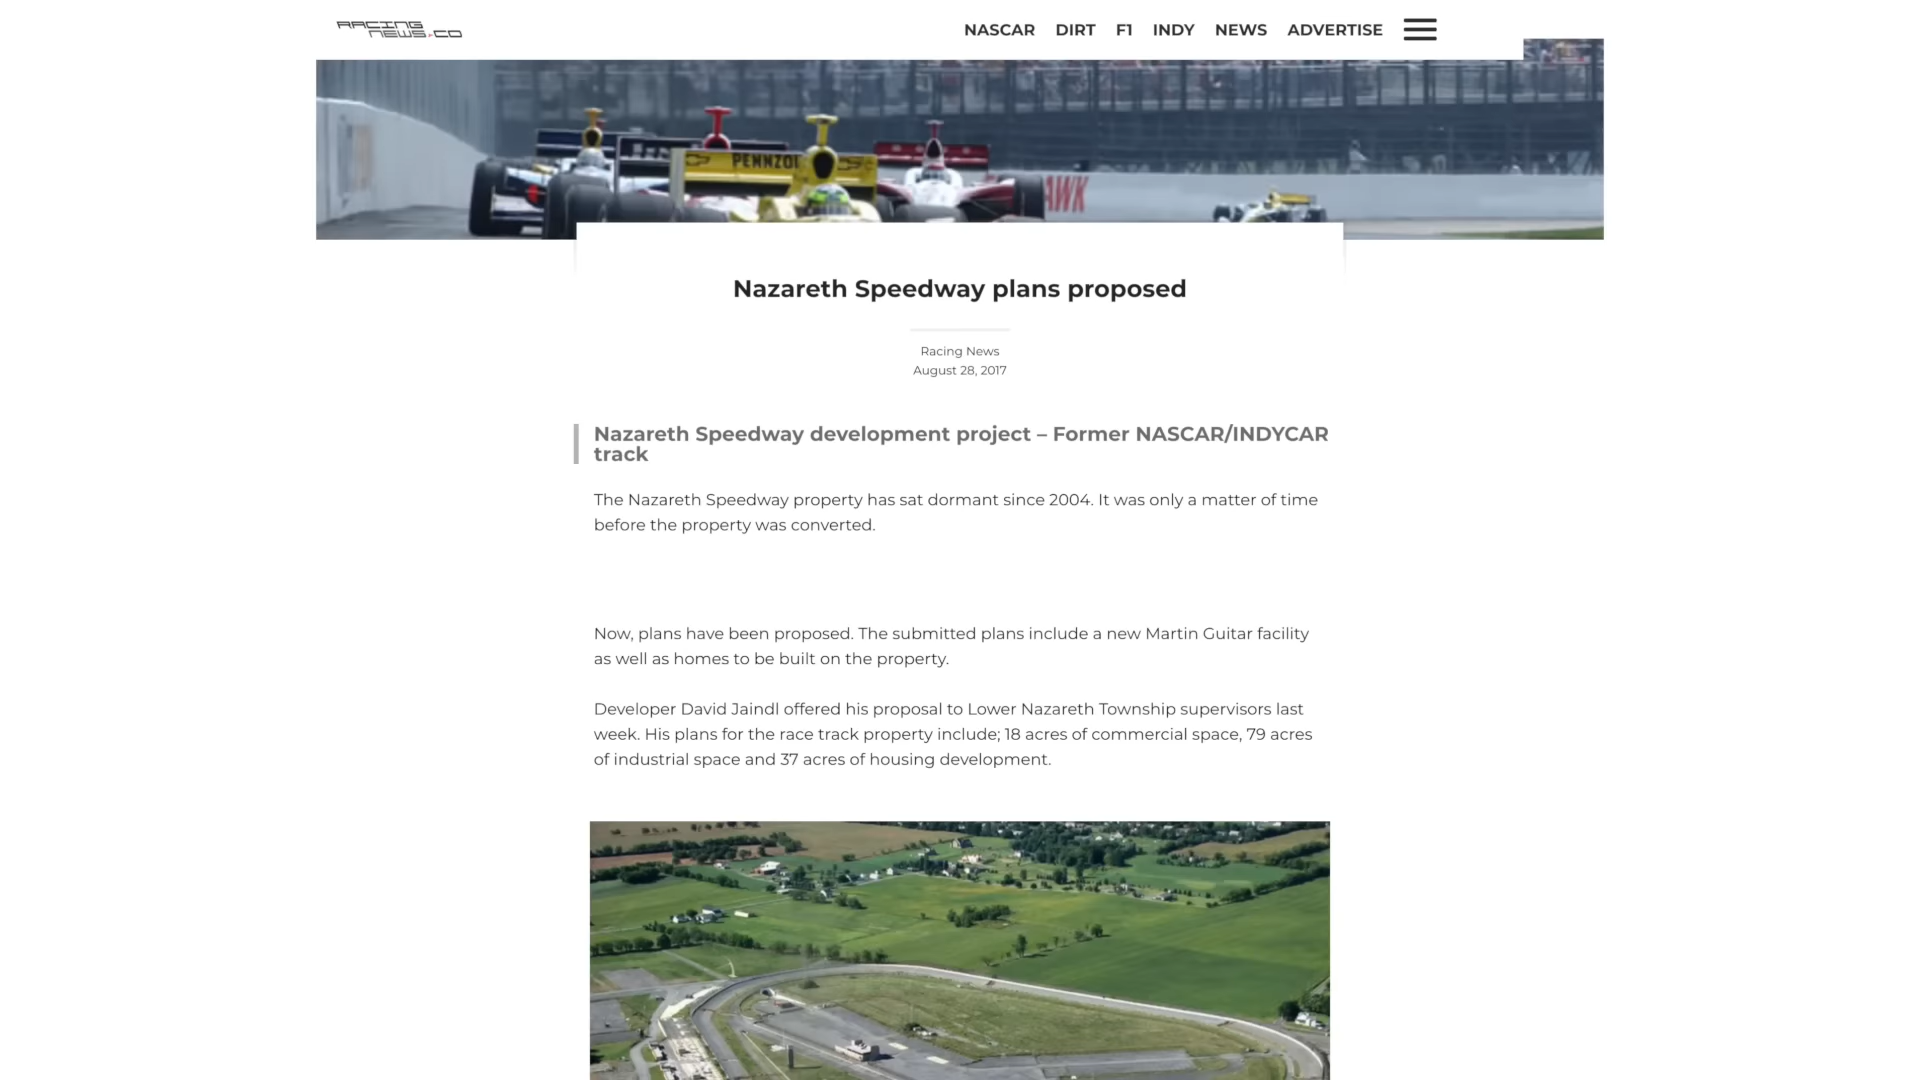 RACING
NEWS.CO
NASCAR DIRT F1 INDY NEWS ADVERTISE
PENNZOI
AWK
Nazareth Speedway plans proposed
Racing News
August 28, 2017
Nazareth Speedway development project – Former NASCAR/INDYCAR
track
The Nazareth Speedway property has sat dormant since 2004. It was only a matter of time
before the property was converted.
Now, plans have been proposed. The submitted plans include a new Martin Guitar facility
as well as homes to be built on the property.
Developer David Jaindl offered his proposal to Lower Nazareth Township supervisors last
week. His plans for the race track property include; 18 acres of commercial space, 79 acres
of industrial space and 37 acres of housing development.